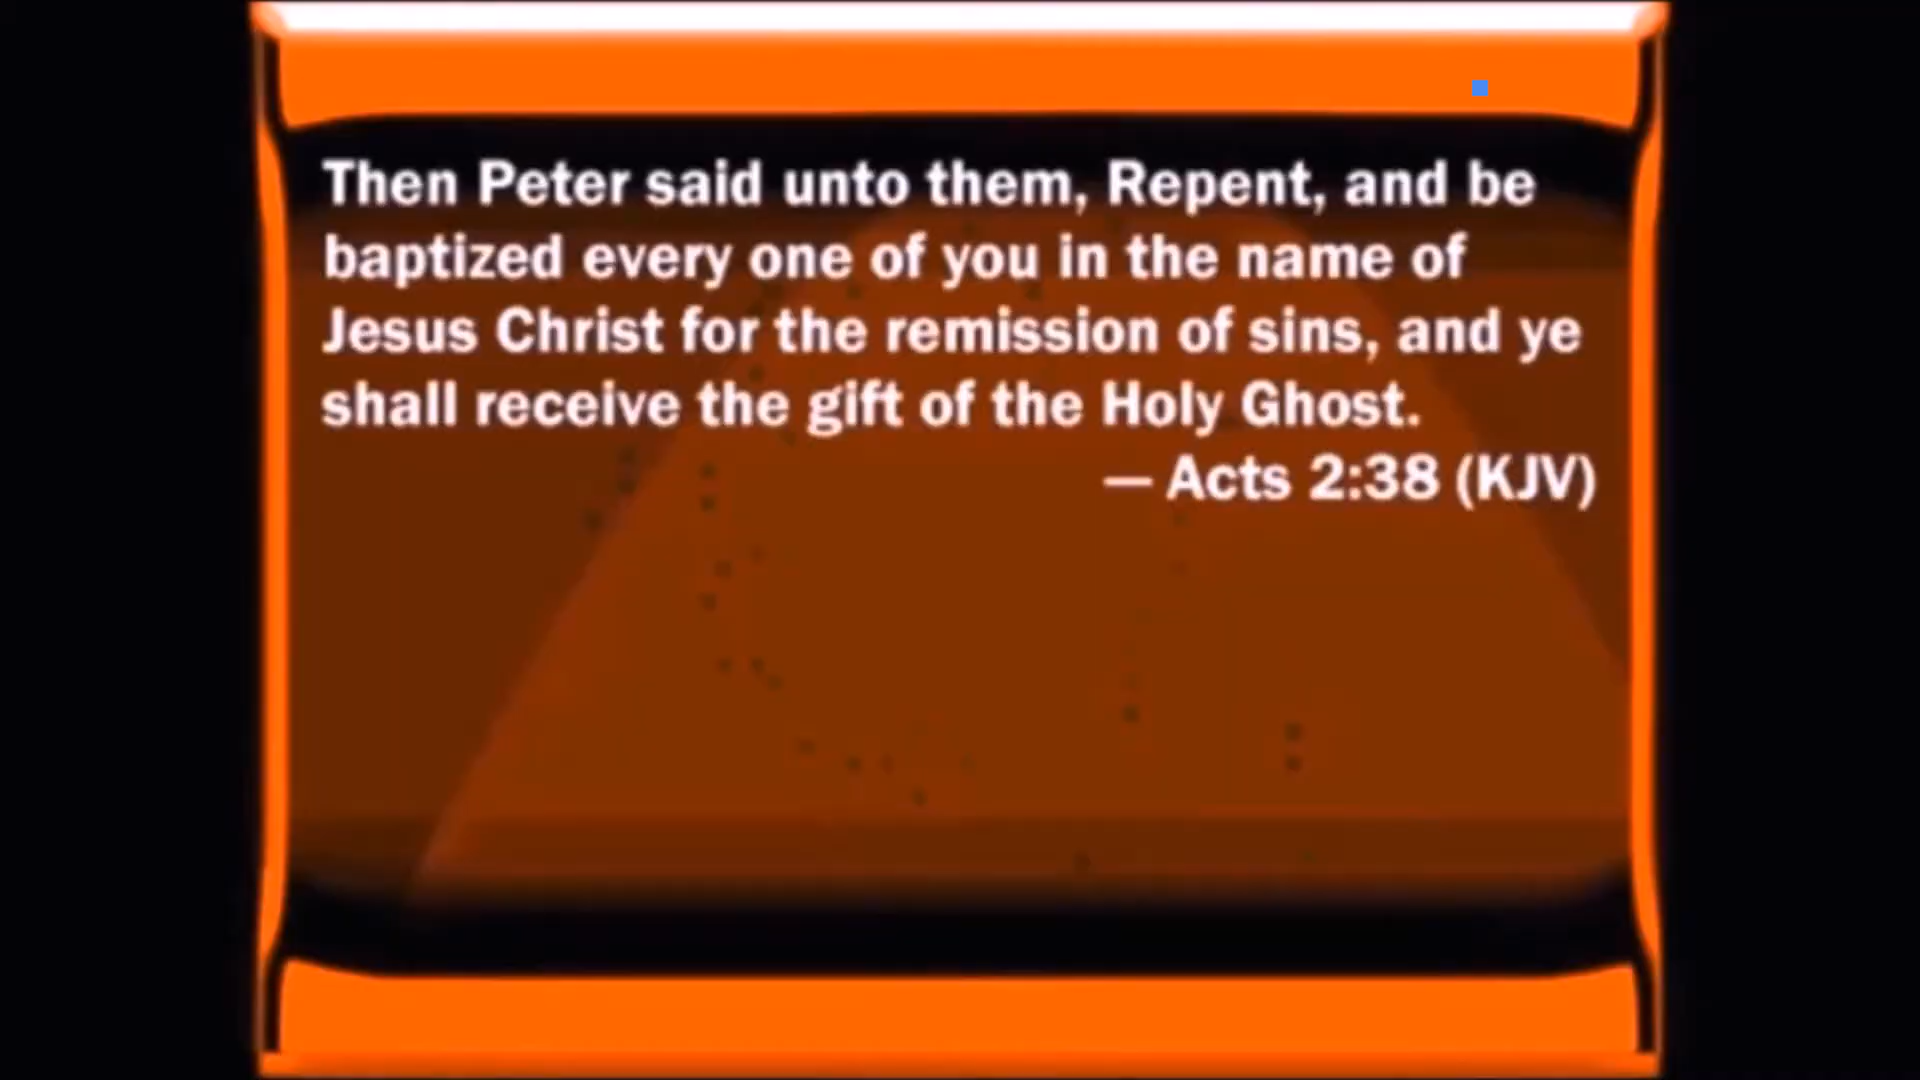 Then Peter said unto them, Repent, and be
baptized every one of you in the name of
Jesus Christ for the remission of sins, and ye
shall receive the gift of the Holy Ghost.
— Acts 2:38 (KJV)